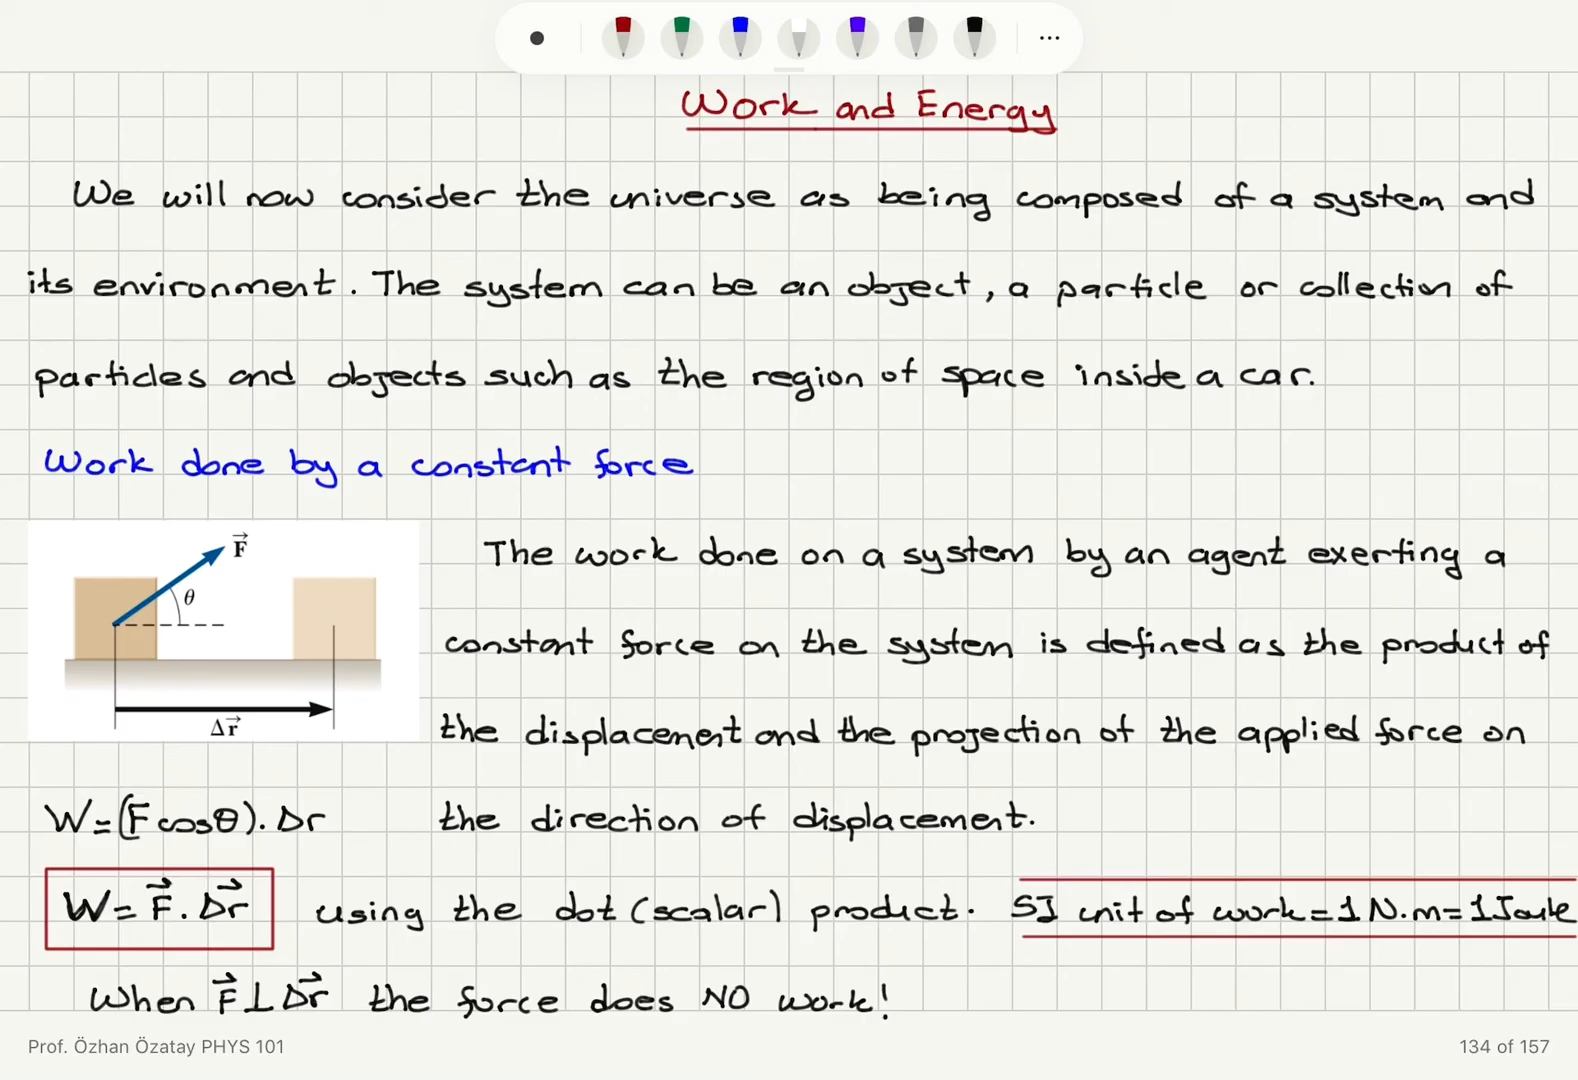 Work and Energy
We will now consider the universe as being composed of a system and
its environment. The system can be an object, a particle or collection of
particles and objects such as the region of space inside a car.
Work done by a constant force
F⃗
θ
Δr⃗
The work done on a system by an agent exerting a
constant force on the system is defined as the product of
the displacement and the projection of the applied force on
the direction of displacement.
W=(F cosθ).Δr
W=F⃗.Δr⃗ using the dot (scalar) product. SI unit of work=1N.m=1Joule
When F⃗⊥Δr⃗ the force does NO work!
Prof. Özhan Özatay PHYS 101
134 of 157